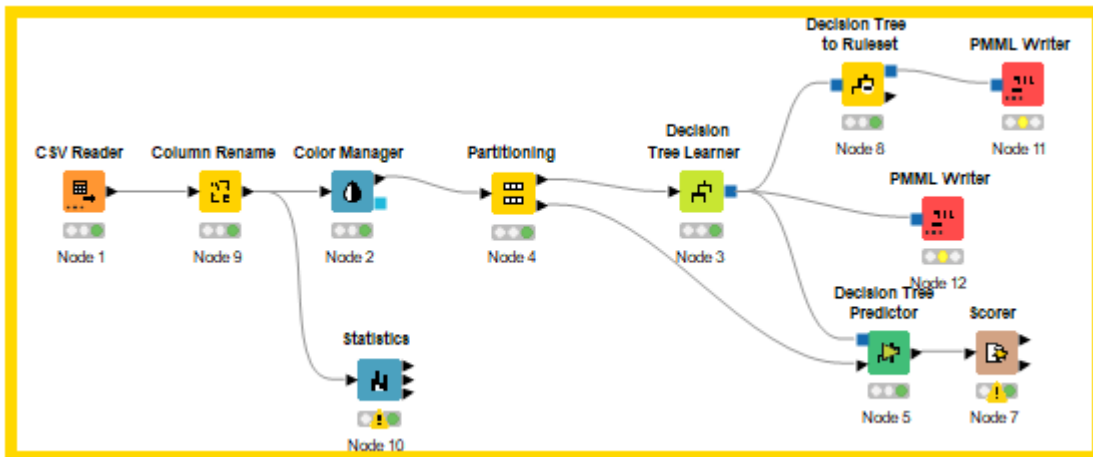 Decision Tree
to Ruleset
PMML Writer
Node 8
Node 11
CSV Reader
Column Rename
Color Manager
Partitioning
Decision
Tree Learner
PMML Writer
Node 1
Node 9
Node 2
Node 4
Node 3
Node 12
Decision Tree
Predictor
Scorer
Statistics
Node 5
Node 7
Node 10